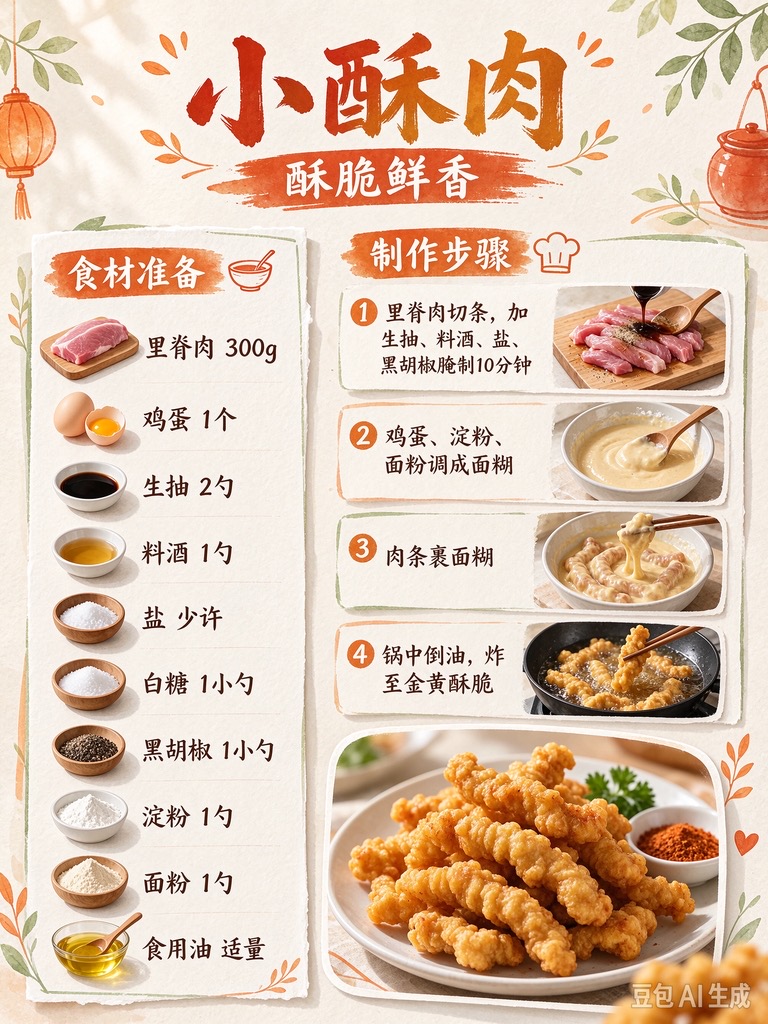 小酥肉
酥脆鲜香
食材准备
里脊肉 300g
鸡蛋 1个
生抽 2勺
料酒 1勺
盐 少许
白糖 1小勺
黑胡椒 1小勺
淀粉 1勺
面粉 1勺
食用油 适量
制作步骤
1 里脊肉切条，加
生抽、料酒、盐、
黑胡椒腌制10分钟
2 鸡蛋、淀粉、
面粉调成面糊
3 肉条裹面糊
4 锅中倒油，炸
至金黄酥脆
豆包AI生成